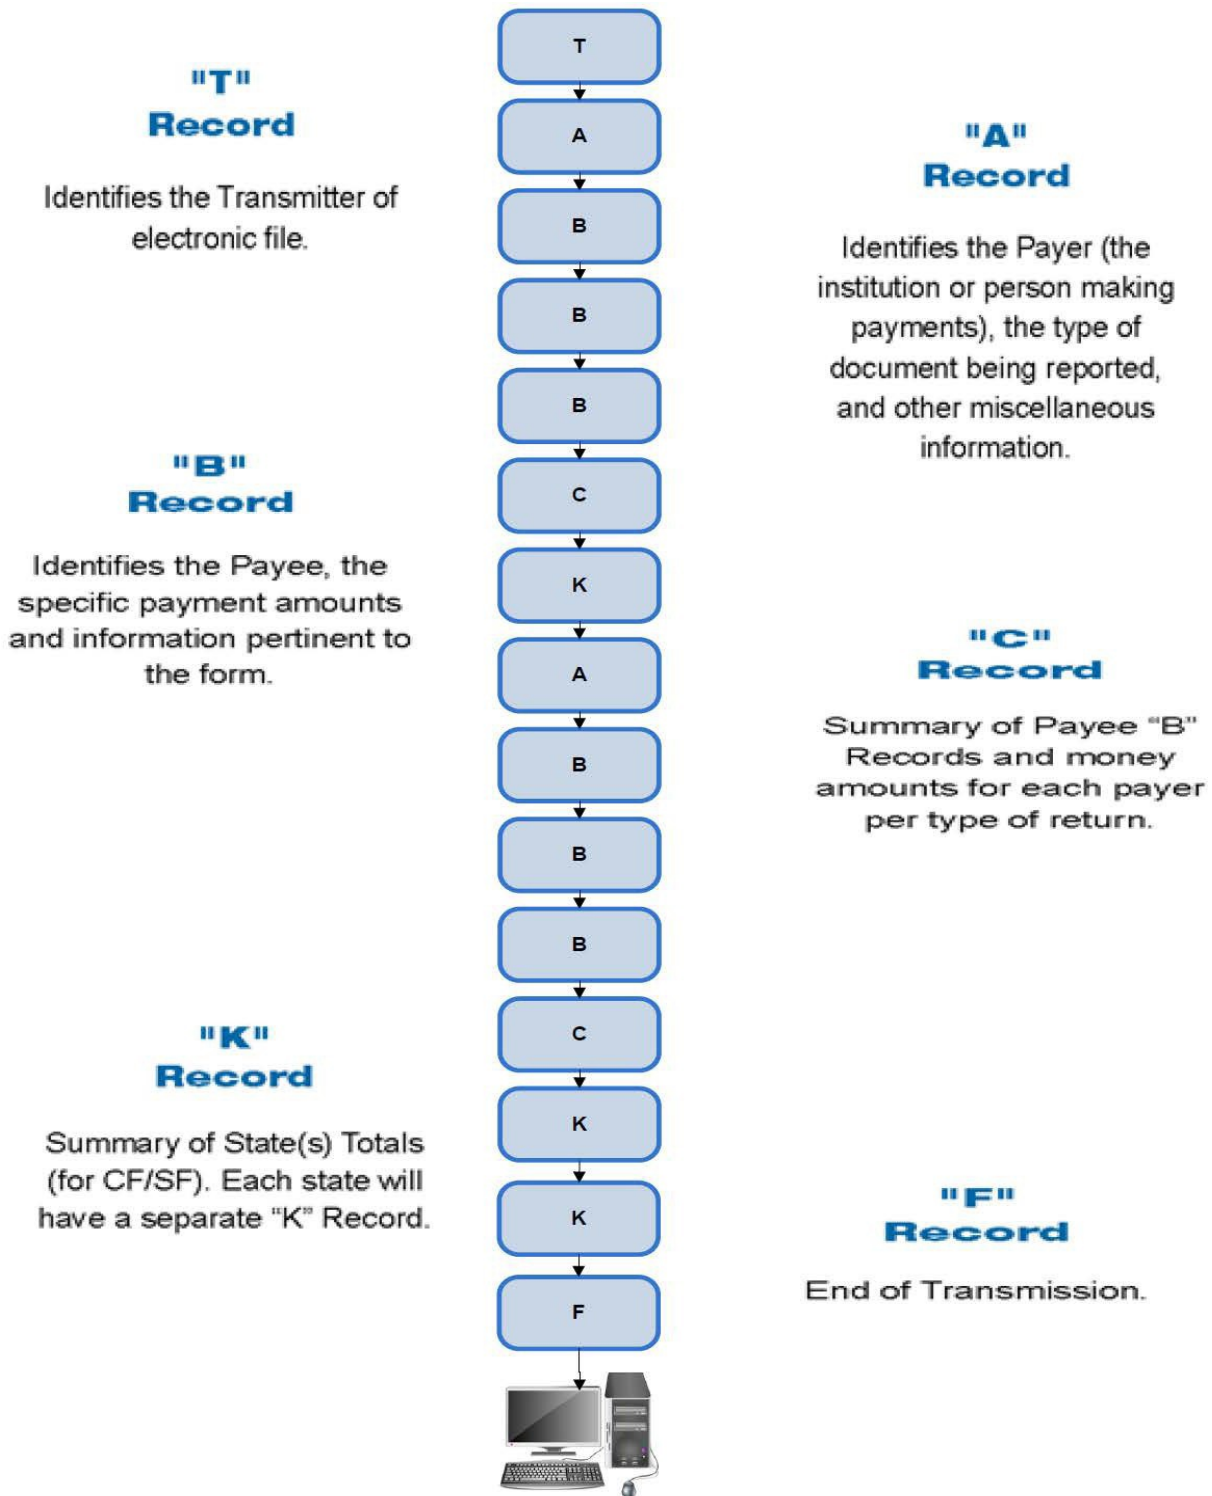 T
"T"
Record
Identifies the Transmitter of
electronic file.
A
"A"
Record
Identifies the Payer (the
institution or person making
payments), the type of
document being reported,
and other miscellaneous
information.
B
B
B
"B"
Record
Identifies the Payee, the
specific payment amounts
and information pertinent to
the form.
C
K
"C"
Record
Summary of Payee “B”
Records and money
amounts for each payer
per type of return.
A
B
B
B
C
"K"
Record
Summary of State(s) Totals
(for CF/SF). Each state will
have a separate “K” Record.
K
K
"F"
Record
End of Transmission.
F